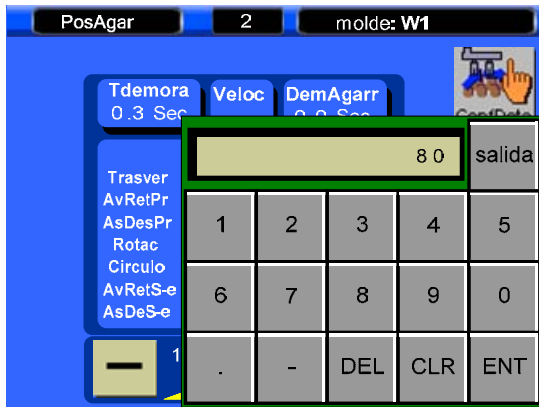 PosAgar 2 molde: W1
Tdemora Veloc DemAgarr
0.3 Sec
80 salida
Trasver
AvRetPr
AsDesPr
Rotac
Circulo
AvRetS-e
AsDeS-e
1 2 3 4 5
6 7 8 9 0
. - DEL CLR ENT
1